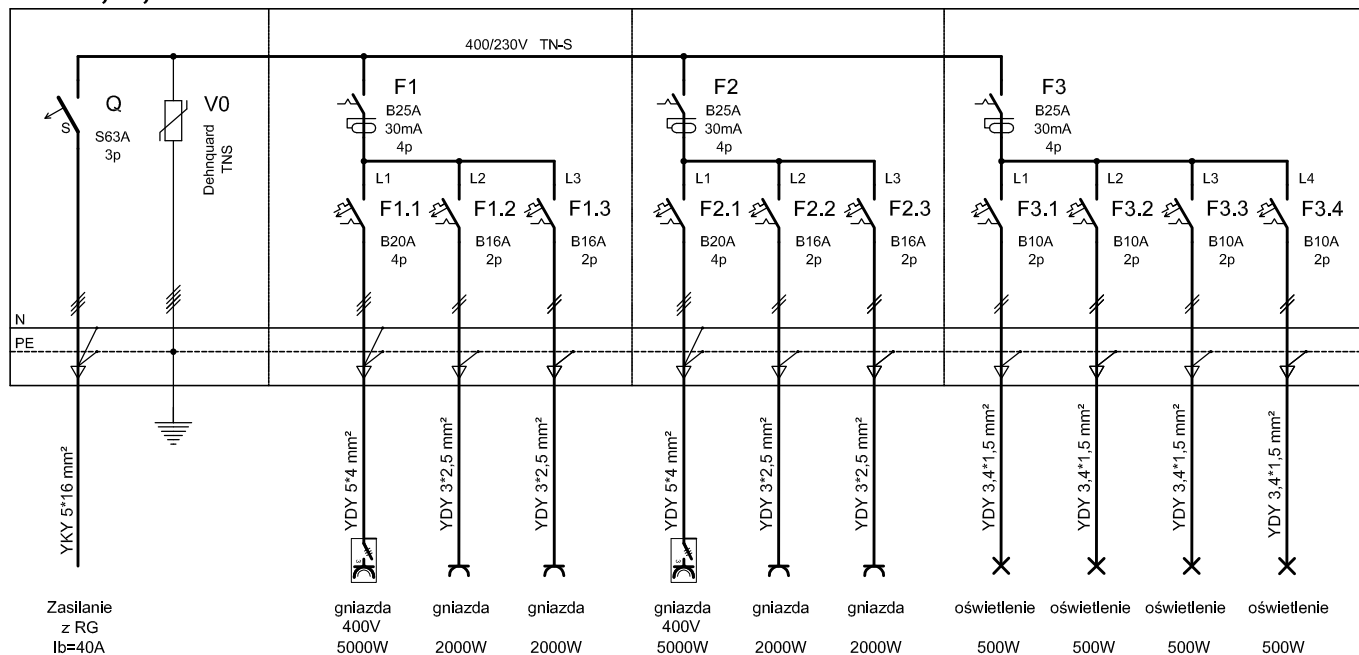 400/230V TN-S
Q
S
S63A
3p
V0
Dehnquard
TNS
F1
B25A
30mA
4p
F2
B25A
30mA
4p
F3
B25A
30mA
4p
L1
F1.1
B20A
4p
L2
F1.2
B16A
2p
L3
F1.3
B16A
2p
L1
F2.1
B20A
4p
L2
F2.2
B16A
2p
L3
F2.3
B16A
2p
L1
F3.1
B10A
2p
L2
F3.2
B10A
2p
L3
F3.3
B10A
2p
L4
F3.4
B10A
2p
N
PE
YKY 5*16 mm²
YDY 5*4 mm²
YDY 3*2,5 mm²
YDY 3*2,5 mm²
YDY 5*4 mm²
YDY 3*2,5 mm²
YDY 3*2,5 mm²
YDY 3,4*1,5 mm²
YDY 3,4*1,5 mm²
YDY 3,4*1,5 mm²
YDY 3,4*1,5 mm²
3
3
Zasilanie
z RG
Ib=40A
gniazda
400V
5000W
gniazda
2000W
gniazda
2000W
gniazda
400V
5000W
gniazda
2000W
gniazda
2000W
oświetlenie
500W
oświetlenie
500W
oświetlenie
500W
oświetlenie
500W